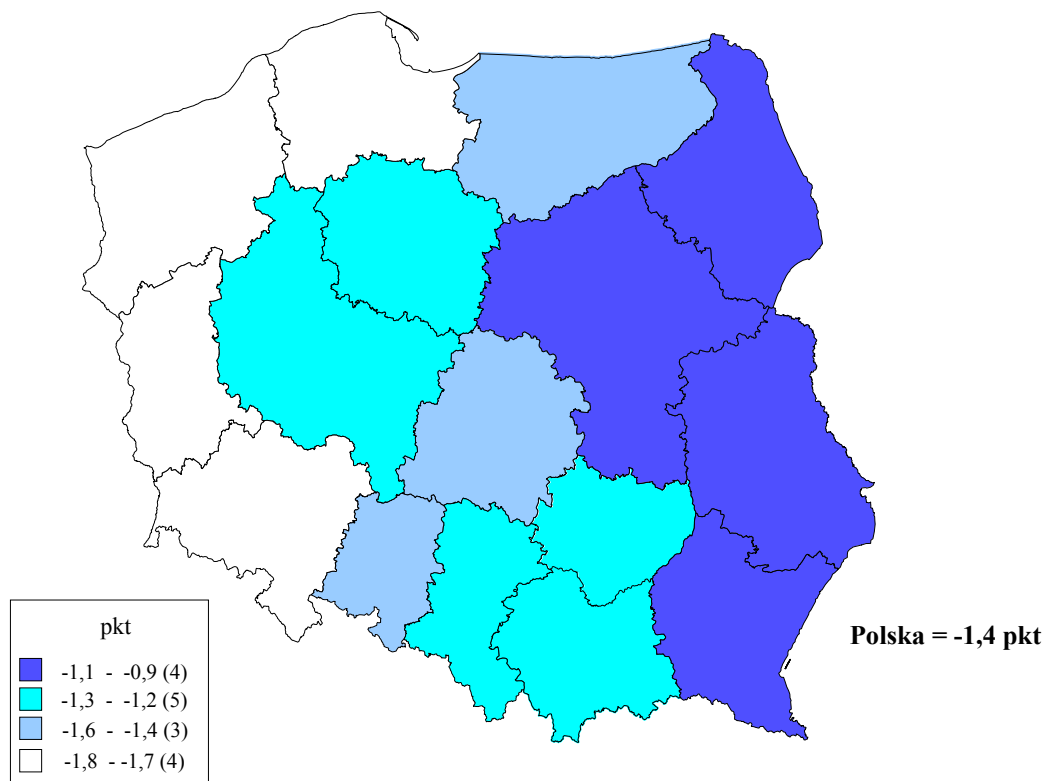 pkt
-1,1 - -0,9 (4)
-1,3 - -1,2 (5)
-1,6 - -1,4 (3)
-1,8 - -1,7 (4)
Polska = -1,4 pkt